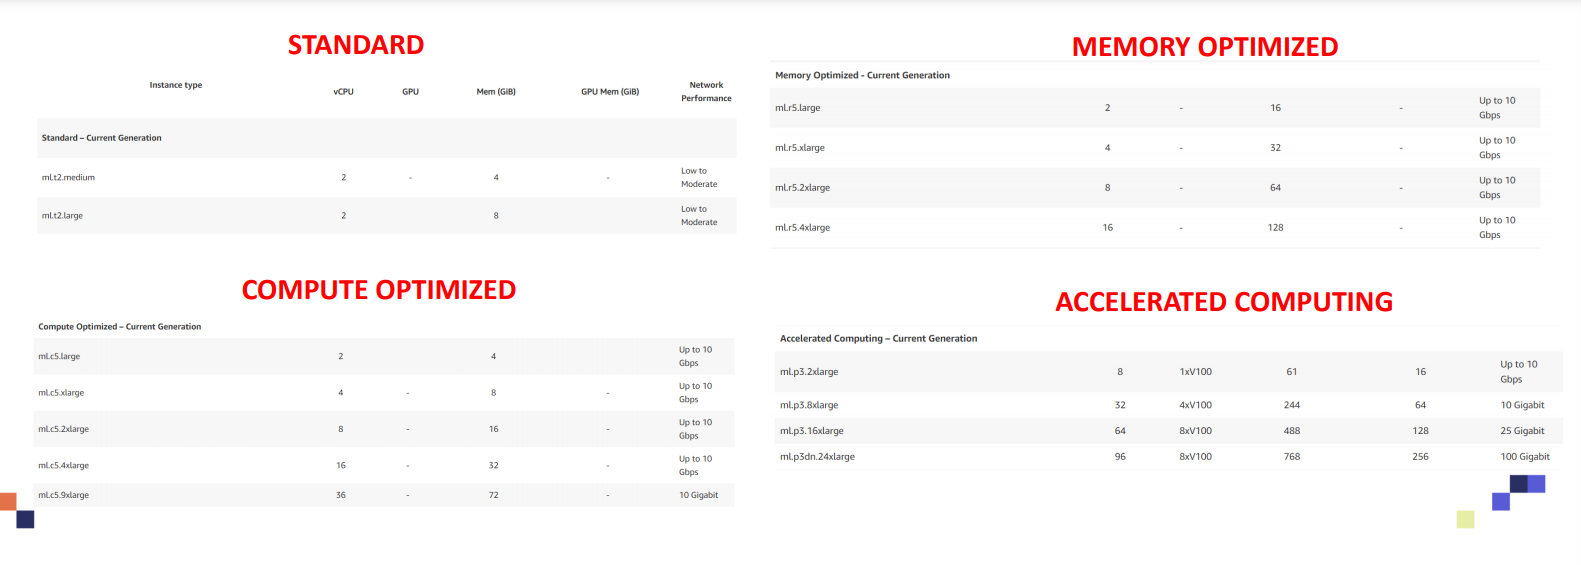 STANDARD
Instance type vCPU GPU Mem (GiB) GPU Mem (GiB) Network Performance
Standard – Current Generation
ml.t2.medium 2 - 4 - Low to Moderate
ml.t2.large 2 8 Low to Moderate
COMPUTE OPTIMIZED
Compute Optimized – Current Generation
ml.c5.large 2 4 Up to 10 Gbps
ml.c5.xlarge 4 - 8 - Up to 10 Gbps
ml.c5.2xlarge 8 - 16 - Up to 10 Gbps
ml.c5.4xlarge 16 - 32 - Up to 10 Gbps
ml.c5.9xlarge 36 - 72 - 10 Gigabit
MEMORY OPTIMIZED
Memory Optimized - Current Generation
ml.r5.large 2 - 16 - Up to 10 Gbps
ml.r5.xlarge 4 - 32 - Up to 10 Gbps
ml.r5.2xlarge 8 - 64 - Up to 10 Gbps
ml.r5.4xlarge 16 - 128 - Up to 10 Gbps
ACCELERATED COMPUTING
Accelerated Computing – Current Generation
ml.p3.2xlarge 8 1xV100 61 16 Up to 10 Gbps
ml.p3.8xlarge 32 4xV100 244 64 10 Gigabit
ml.p3.16xlarge 64 8xV100 488 128 25 Gigabit
ml.p3dn.24xlarge 96 8xV100 768 256 100 Gigabit